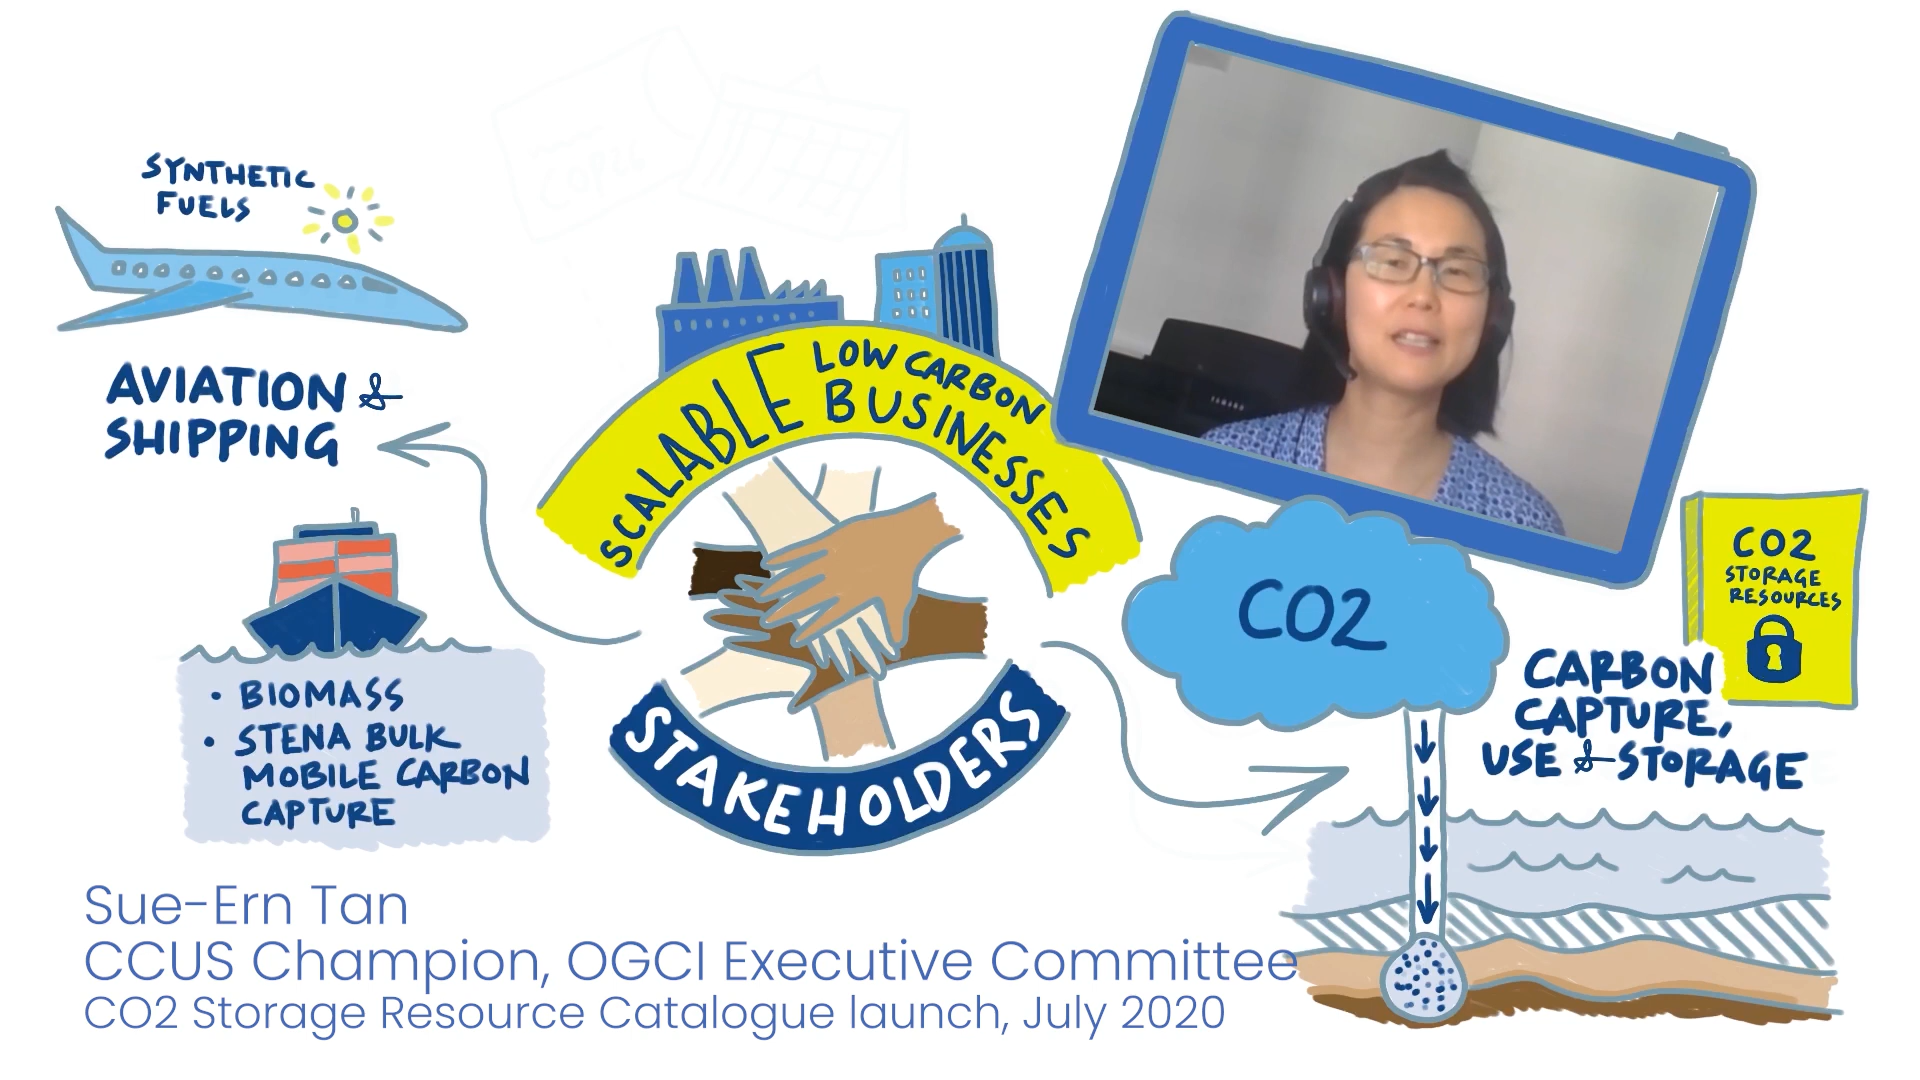 SYNTHETIC
FUELS
AVIATION &
SHIPPING
• BIOMASS
• STENA BULK
MOBILE CARBON
CAPTURE
SCALABLE LOW CARBON
BUSINESSES
STAKEHOLDERS
CO2
CO2
STORAGE
RESOURCES
CARBON
CAPTURE,
USE & STORAGE
Sue-Ern Tan
CCUS Champion, OGCI Executive Committee
CO2 Storage Resource Catalogue launch, July 2020